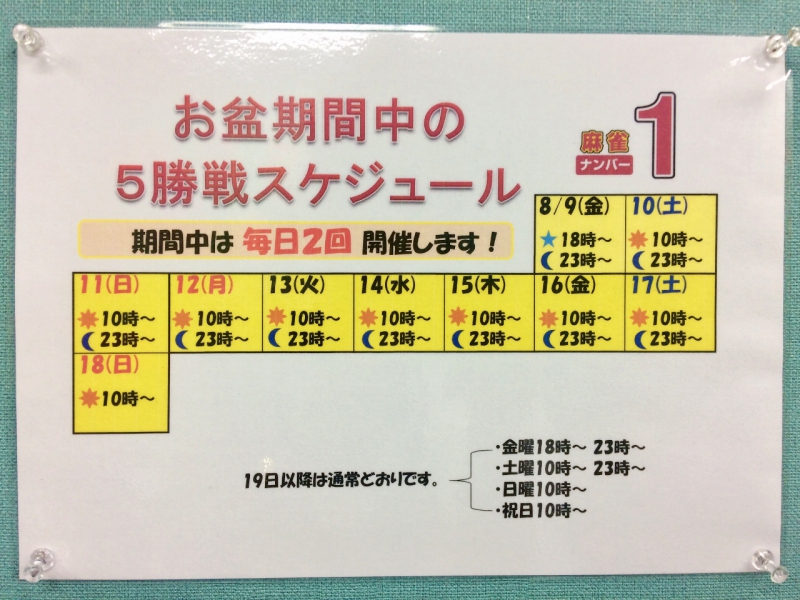 お盆期間中の
5勝戦スケジュール
麻雀
ナンバー
1
期間中は 毎日2回 開催します!
8/9(金) 10(土)
★18時〜 10時〜
23時〜 23時〜
11(日) 12(月) 13(火) 14(水) 15(木) 16(金) 17(土)
10時〜 10時〜 10時〜 10時〜 10時〜 10時〜 10時〜
23時〜 23時〜 23時〜 23時〜 23時〜 23時〜 23時〜
18(日)
10時〜
19日以降は通常どおりです。
・金曜18時〜 23時〜
・土曜10時〜 23時〜
・日曜10時〜
・祝日10時〜